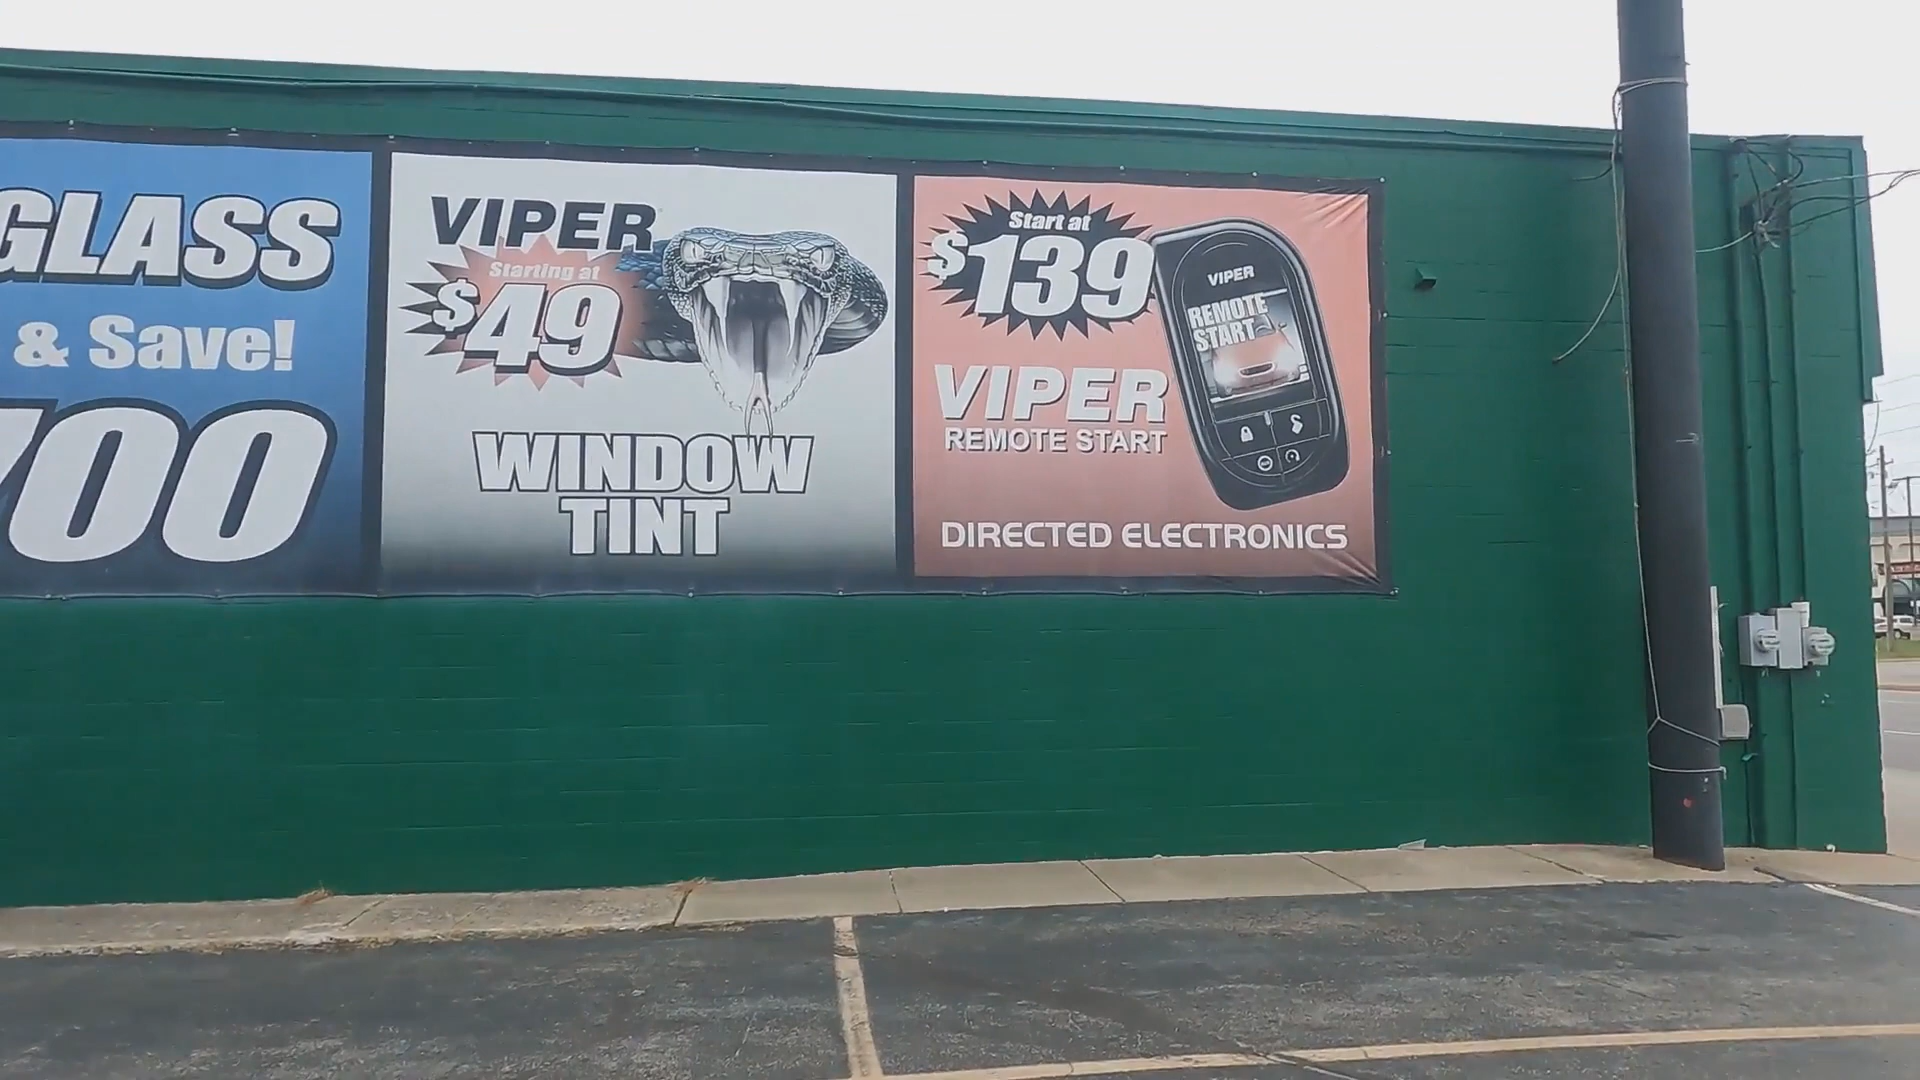 GLASS
& Save!
700
VIPER
Starting at
$49
WINDOW
TINT
Start at
$139
VIPER
REMOTE
START
VIPER
REMOTE START
DIRECTED ELECTRONICS